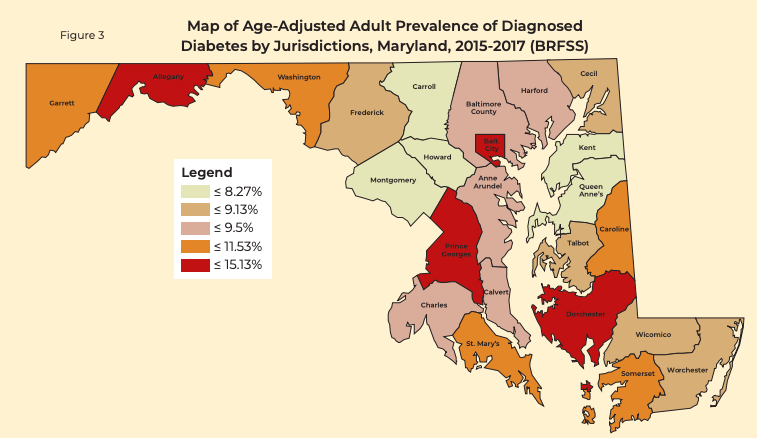 Figure 3
Map of Age-Adjusted Adult Prevalence of Diagnosed
Diabetes by Jurisdictions, Maryland, 2015-2017 (BRFSS)
Garrett
Allegany
Washington
Frederick
Carroll
Baltimore
County
Harford
Cecil
Balt
City
Howard
Montgomery
Anne
Arundel
Kent
Queen
Anne's
Caroline
Talbot
Prince
Georges
Calvert
Charles
St. Mary's
Dorchester
Wicomico
Somerset
Worchester
Legend
≤ 8.27%
≤ 9.13%
≤ 9.5%
≤ 11.53%
≤ 15.13%